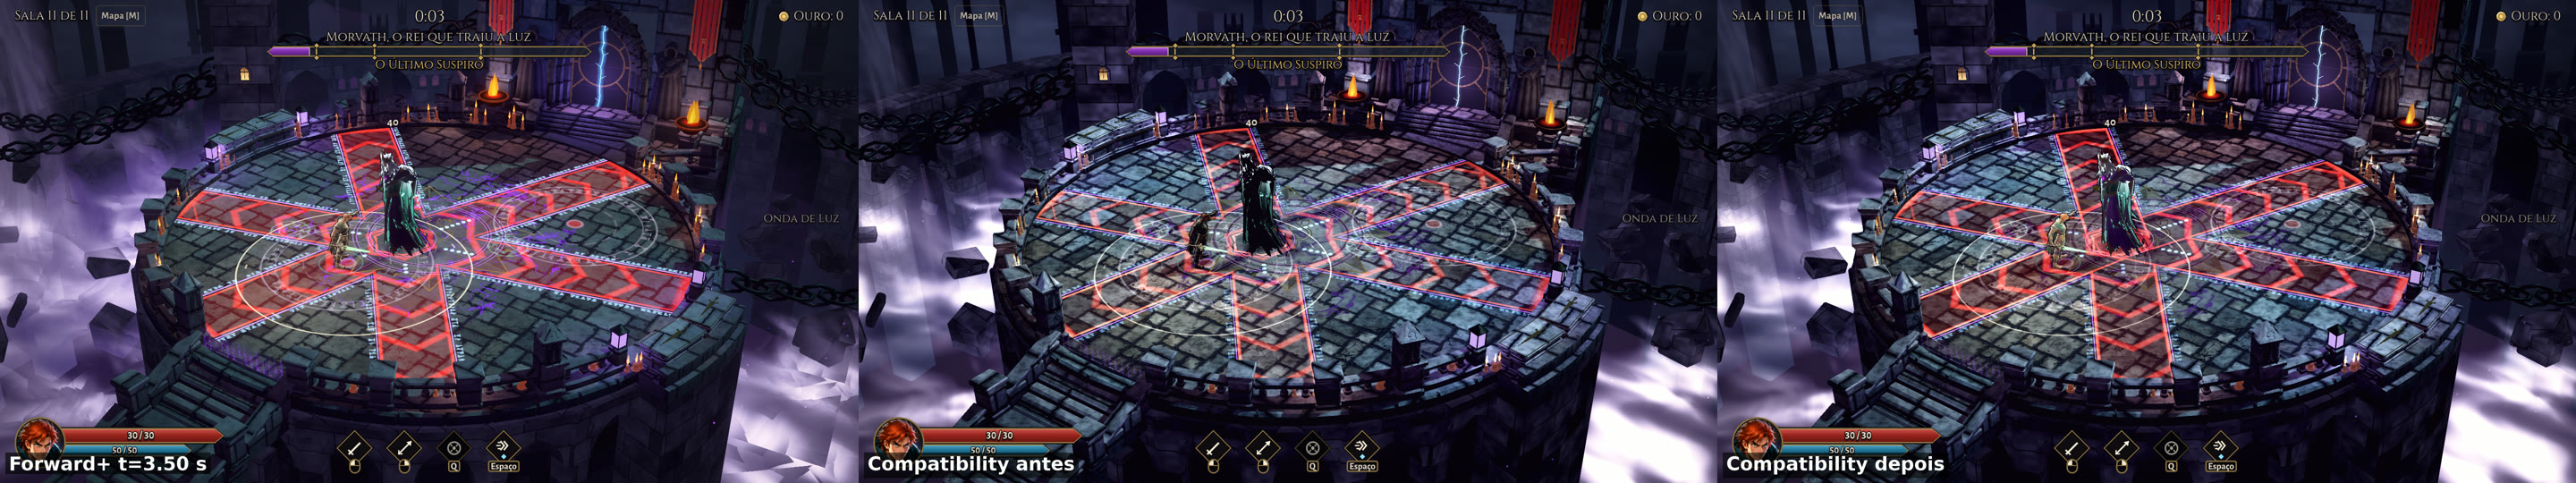 SALA 11 DE 11
Mapa [M]
0:03
OURO: 0
MORVATH, O REI QUE TRAIU A LUZ
O ÚLTIMO SUSPIRO
40
ONDA DE LUZ
30/30
50/50
Q
Espaço
Forward+ t=3.50 s
SALA 11 DE 11
Mapa [M]
0:03
OURO: 0
MORVATH, O REI QUE TRAIU A LUZ
O ÚLTIMO SUSPIRO
40
ONDA DE LUZ
30/30
50/50
Q
Espaço
Compatibility antes
SALA 11 DE 11
Mapa [M]
0:03
OURO: 0
MORVATH, O REI QUE TRAIU A LUZ
O ÚLTIMO SUSPIRO
40
ONDA DE LUZ
30/30
50/50
Q
Espaço
Compatibility depois